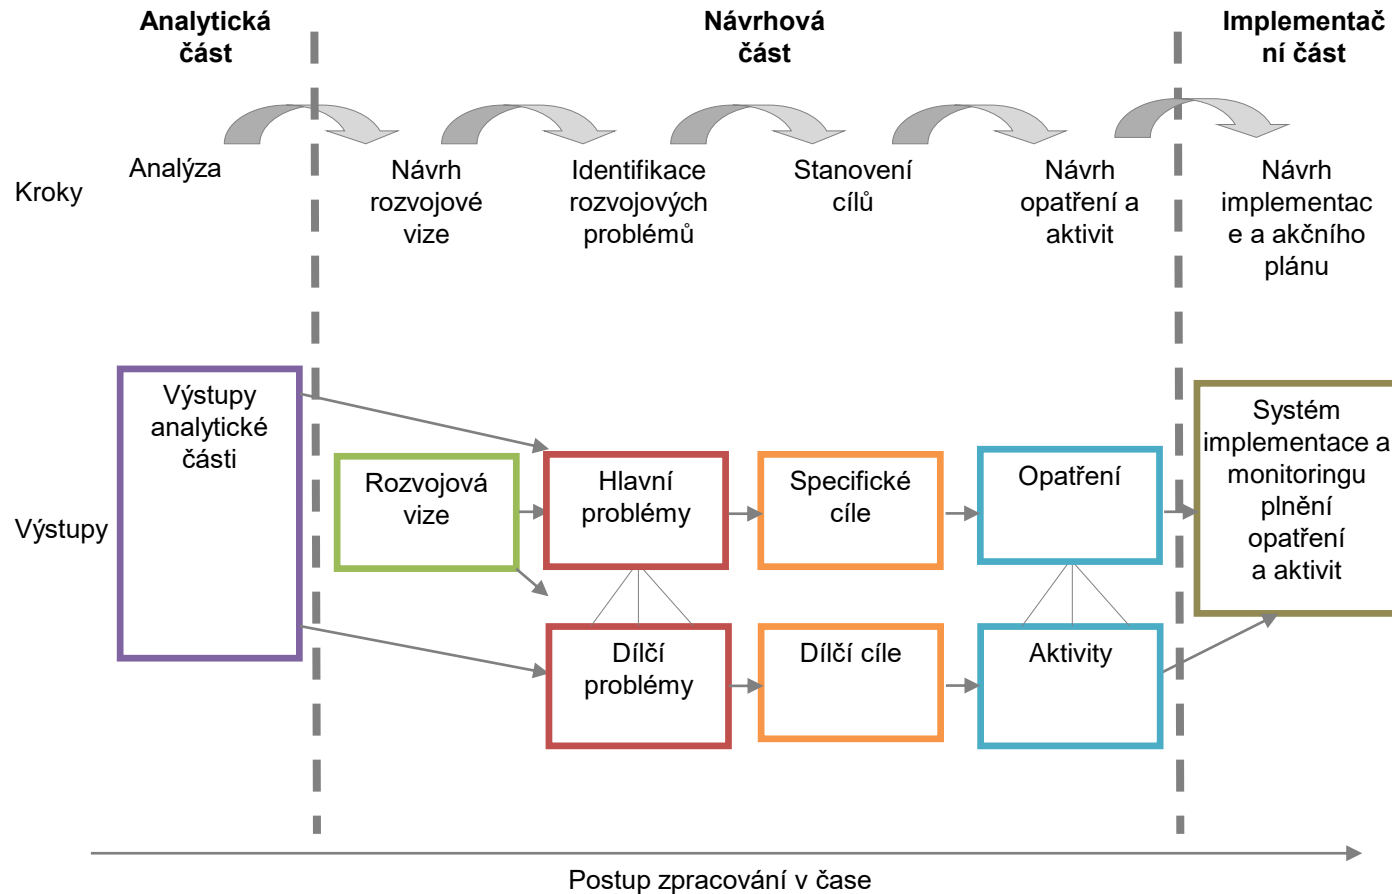 Analytická
část
Návrhová
část
Implementač
ní část
Kroky
Analýza
Návrh
rozvojové
vize
Identifikace
rozvojových
problémů
Stanovení
cílů
Návrh
opatření a
aktivit
Návrh
implementac
e a akčního
plánu
Výstupy
Výstupy
analytické
části
Rozvojová
vize
Hlavní
problémy
Specifické
cíle
Opatření
Systém
implementace a
monitoringu
plnění
opatření
a aktivit
Dílčí
problémy
Dílčí cíle
Aktivity
Postup zpracování v čase